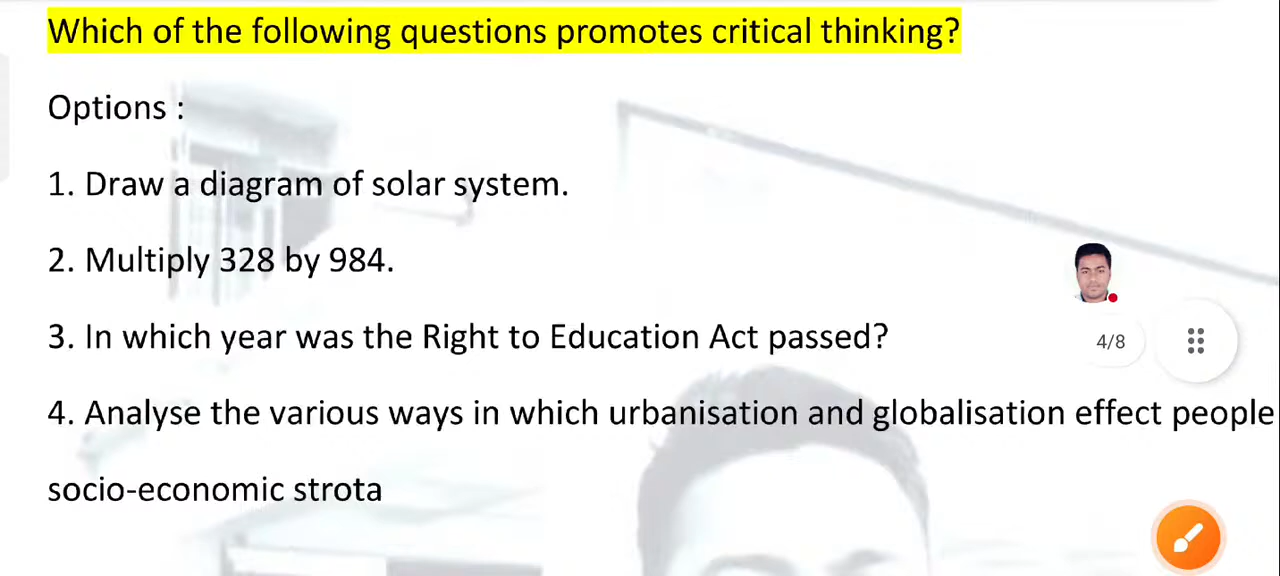 Which of the following questions promotes critical thinking?
Options :
1. Draw a diagram of solar system.
2. Multiply 328 by 984.
3. In which year was the Right to Education Act passed?
4/8
4. Analyse the various ways in which urbanisation and globalisation effect people
socio-economic strota